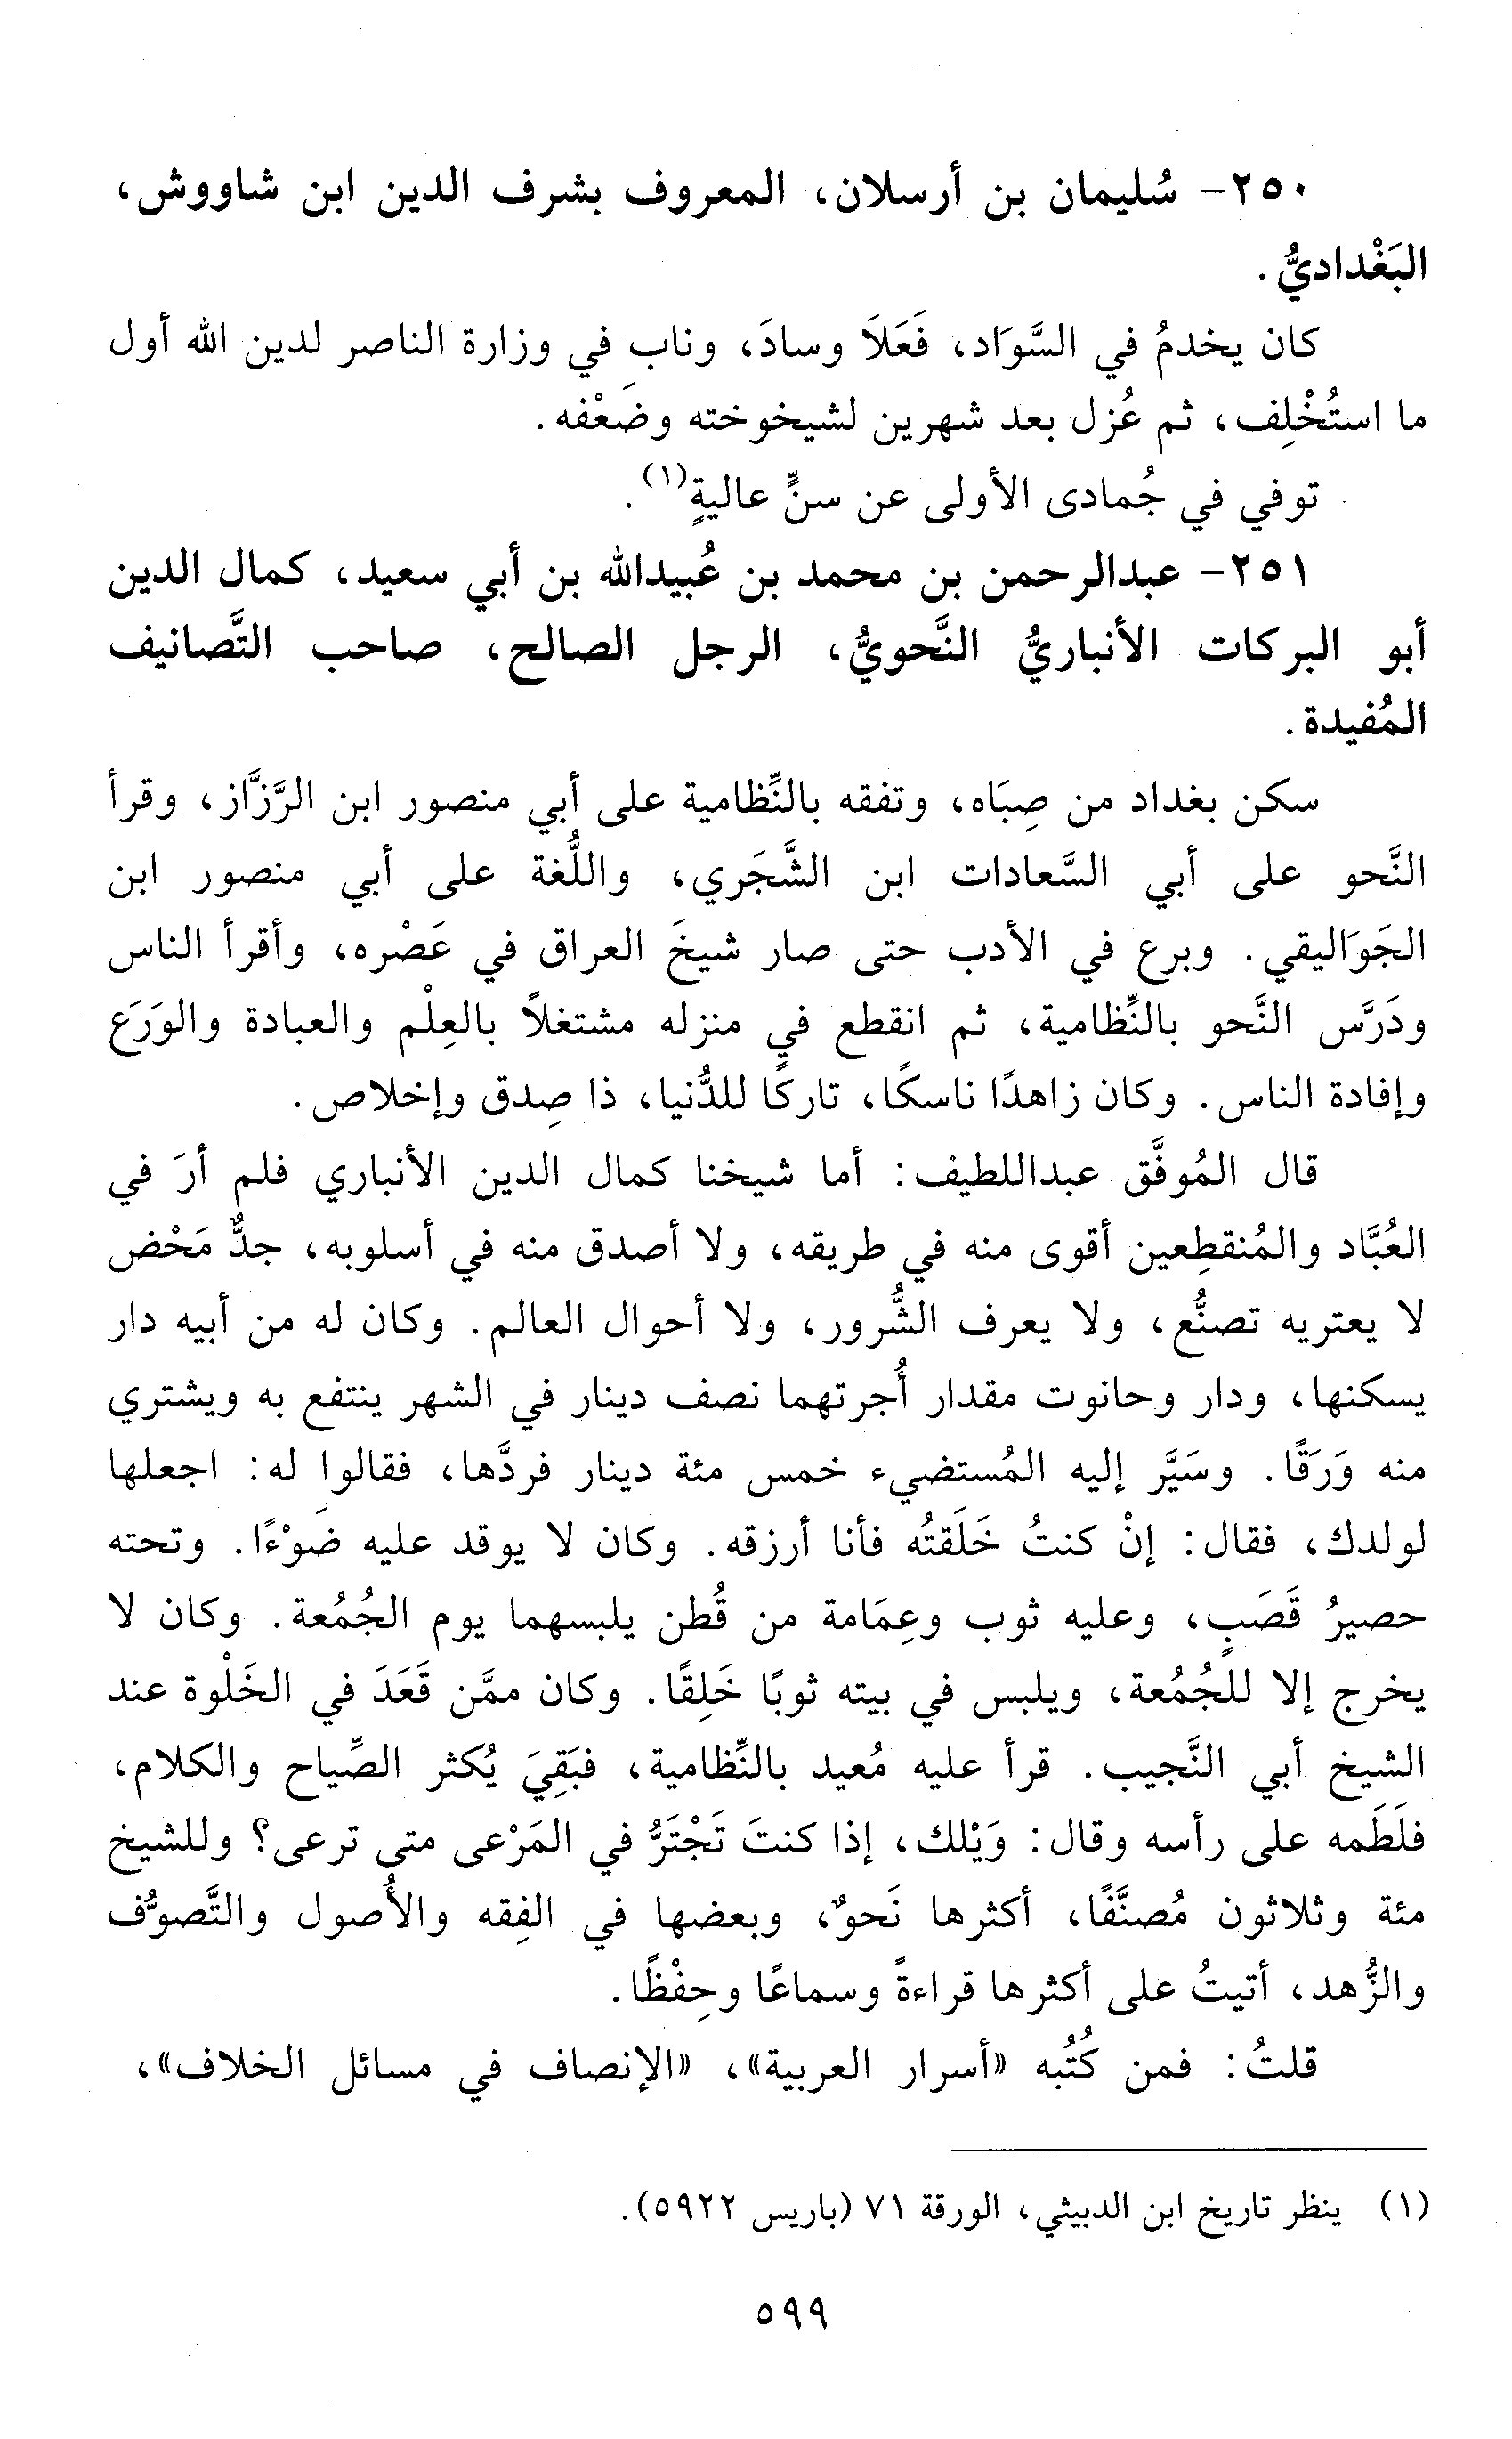 ٢٥٠- سُليمان بن أرسلان، المعروف بشرف الدين ابن شاووش،
البَغْداديُّ.
كان يخدمُ في السَّوَاد، فَعَلَا وسادَ، وناب في وزارة الناصر لدين الله أول
ما استُخْلِف، ثم عُزل بعد شهرين لشيخوخته وضَعْفه.
توفي في جُمادى الأولى عن سنٍّ عاليةٍ(١).
٢٥١- عبدالرحمن بن محمد بن عُبيدالله بن أبي سعيد، كمال الدين
أبو البركات الأنباريُّ النَّحويُّ، الرجل الصالح، صاحب التَّصانيف
المُفيدة.
سكن بغداد من صِبَاه، وتفقه بالنِّظامية على أبي منصور ابن الرَّزَّاز، وقرأ
النَّحو على أبي السَّعادات ابن الشَّجَري، واللُّغة على أبي منصور ابن
الجَوَاليقي. وبرع في الأدب حتى صار شيخَ العراق في عَصْره، وأقرأ الناس
ودَرَّس النَّحو بالنِّظامية، ثم انقطع في منزله مشتغلاً بالعِلْم والعبادة والوَرَع
وإفادة الناس. وكان زاهدًا ناسكًا، تاركًا للدُّنيا، ذا صِدق وإخلاص.
قال المُوفَّق عبداللطيف: أما شيخنا كمال الدين الأنباري فلم أرَ في
العُبَّاد والمُنقطِعين أقوى منه في طريقه، ولا أصدق منه في أسلوبه، جدٌّ مَحْض
لا يعتريه تصنُّع، ولا يعرف الشُّرور، ولا أحوال العالم. وكان له من أبيه دار
يسكنها، ودار وحانوت مقدار أُجرتهما نصف دينار في الشهر ينتفع به ويشتري
منه وَرَقًا. وسَيَّر إليه المُستضيء خمس مئة دينار فردَّها، فقالوا له: اجعلها
لولدك، فقال: إنْ كنتُ خَلَقتُه فأنا أرزقه. وكان لا يوقد عليه ضَوْءًا. وتحته
حصيرُ قَصَبٍ، وعليه ثوب وعِمَامة من قُطن يلبسهما يوم الجُمُعة. وكان لا
يخرج إلا للجُمُعة، ويلبس في بيته ثوبًا خَلِقًا. وكان ممَّن قَعَدَ في الخَلْوة عند
الشيخ أبي النَّجيب. قرأ عليه مُعيد بالنِّظامية، فبَقِيَ يُكثر الصِّياح والكلام،
فلَطَمه على رأسه وقال: وَيْلك، إذا كنتَ تَجْتَرُّ في المَرْعى متى ترعى؟ وللشيخ
مئة وثلاثون مُصنَّفًا، أكثرها نَحوٌ، وبعضها في الفِقه والأُصول والتَّصوُّف
والزُّهد، أتيتُ على أكثرها قراءةً وسماعًا وحِفْظًا.
قلتُ: فمن كُتُبه «أسرار العربية»، «الإنصاف في مسائل الخلاف»،
(١) ينظر تاريخ ابن الدبيثي، الورقة ٧١ (باريس ٥٩٢٢).
٥٩٩